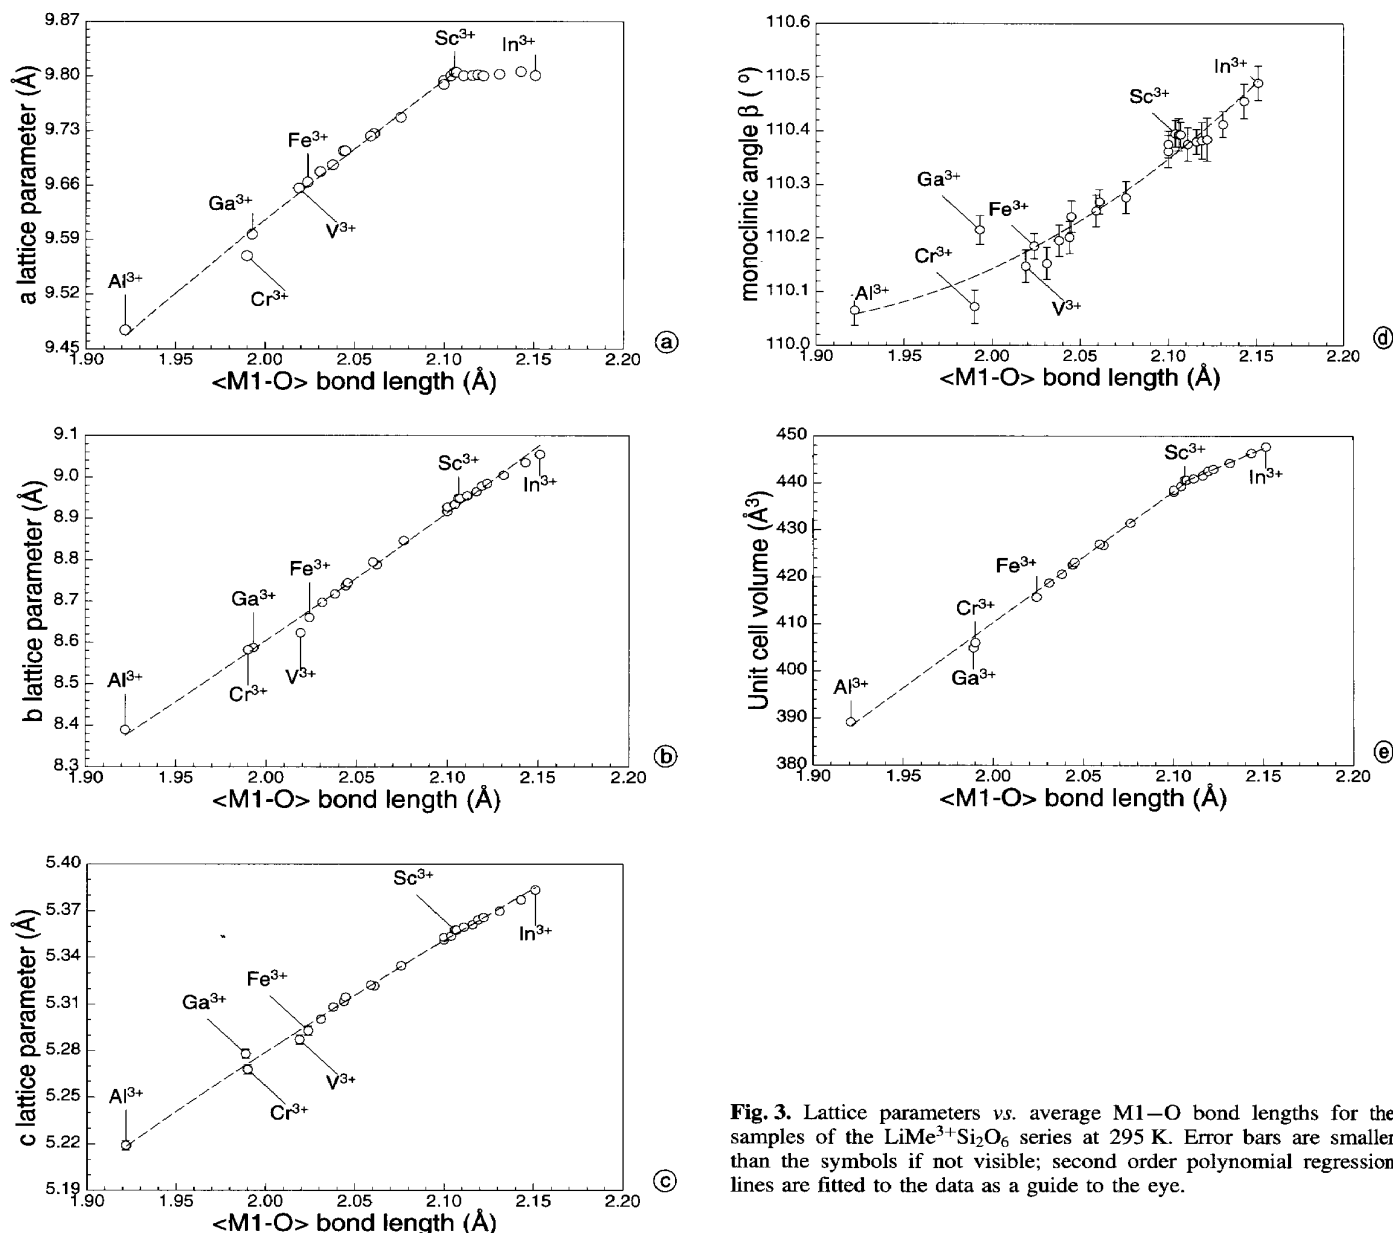 9.87
9.80
9.73
9.66
9.59
9.52
9.45
a lattice parameter (Å)
Sc³⁺
In³⁺
Fe³⁺
Ga³⁺
V³⁺
Al³⁺
Cr³⁺
1.90 1.95 2.00 2.05 2.10 2.15 2.20
<M1-O> bond length (Å)
a
9.1
9.0
8.9
8.8
8.7
8.6
8.5
8.4
8.3
b lattice parameter (Å)
Sc³⁺
In³⁺
Fe³⁺
Ga³⁺
V³⁺
Al³⁺
Cr³⁺
1.90 1.95 2.00 2.05 2.10 2.15 2.20
<M1-O> bond length (Å)
b
5.40
5.37
5.34
5.31
5.28
5.25
5.22
5.19
c lattice parameter (Å)
Sc³⁺
In³⁺
Fe³⁺
Ga³⁺
V³⁺
Al³⁺
Cr³⁺
1.90 1.95 2.00 2.05 2.10 2.15 2.20
<M1-O> bond length (Å)
c
110.6
110.5
110.4
110.3
110.2
110.1
110.0
monoclinic angle β (°)
In³⁺
Sc³⁺
Ga³⁺
Fe³⁺
Cr³⁺
Al³⁺
V³⁺
1.90 1.95 2.00 2.05 2.10 2.15 2.20
<M1-O> bond length (Å)
d
450
440
430
420
410
400
390
380
Unit cell volume (Å³)
Sc³⁺
In³⁺
Fe³⁺
Cr³⁺
Ga³⁺
Al³⁺
1.90 1.95 2.00 2.05 2.10 2.15 2.20
<M1-O> bond length (Å)
e
Fig. 3. Lattice parameters vs. average M1–O bond lengths for the
samples of the LiMe³⁺Si₂O₆ series at 295 K. Error bars are smaller
than the symbols if not visible; second order polynomial regression
lines are fitted to the data as a guide to the eye.